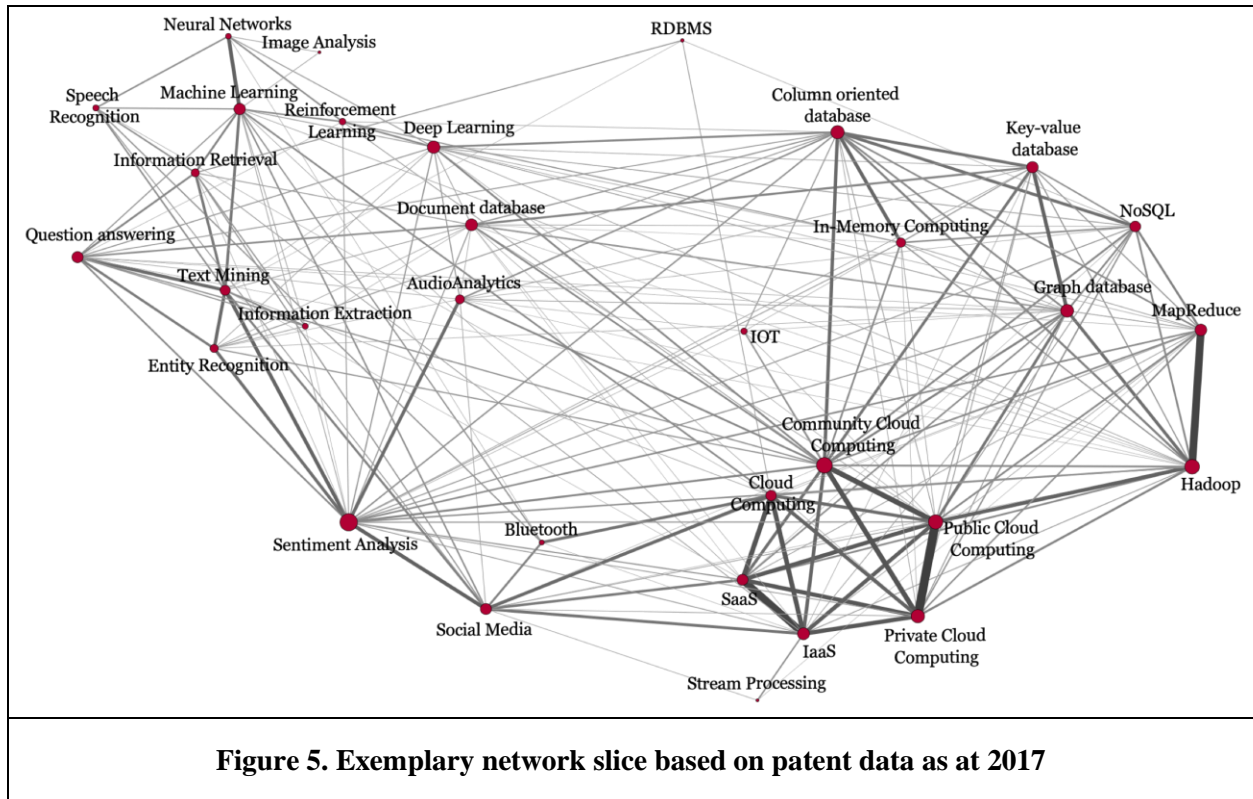 Neural Networks
Image Analysis
RDBMS
Speech
Recognition
Machine Learning
Reinforcement
Learning
Deep Learning
Column oriented
database
Key-value
database
Information Retrieval
Document database
In-Memory Computing
NoSQL
Question answering
Text Mining
AudioAnalytics
Graph database
MapReduce
Information Extraction
IOT
Entity Recognition
Community Cloud
Computing
Cloud
Computing
Hadoop
Sentiment Analysis
Bluetooth
Public Cloud
Computing
SaaS
Social Media
IaaS
Private Cloud
Computing
Stream Processing
Figure 5. Exemplary network slice based on patent data as at 2017